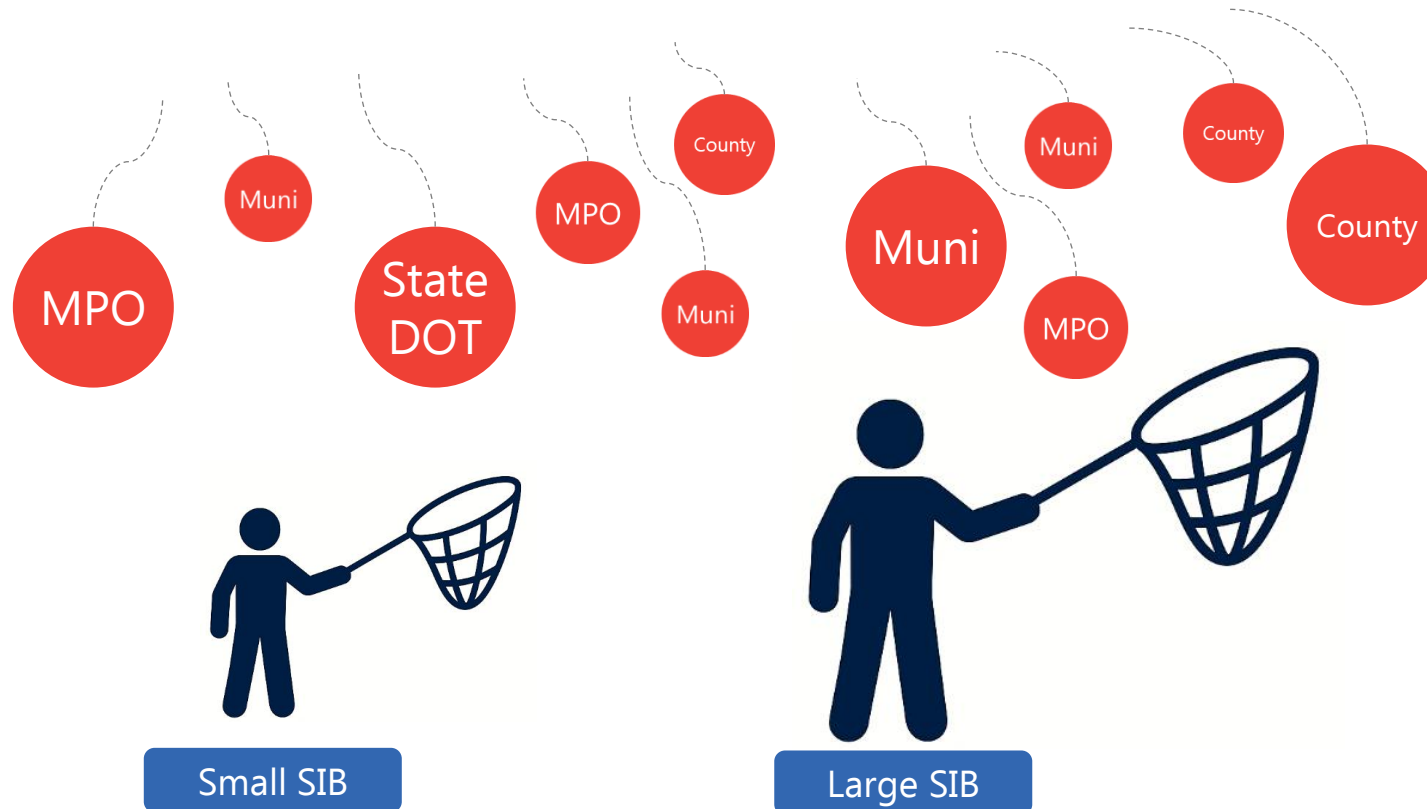 County
Muni
County
Muni
MPO
County
Muni
MPO
State
DOT
Muni
MPO
Small SIB
Large SIB